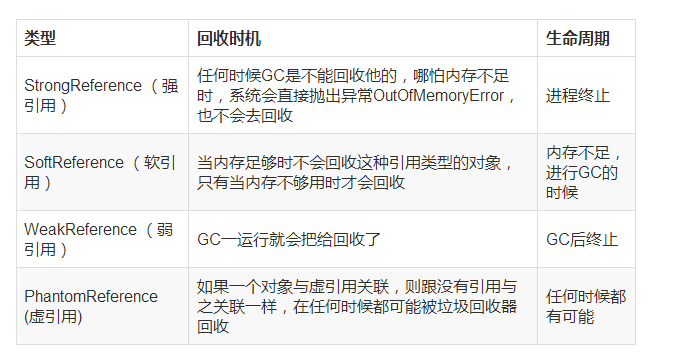 类型
回收时机
生命周期
StrongReference（强
引用）
任何时候GC是不能回收他的，哪怕内存不足
时，系统会直接抛出异常OutOfMemoryError，
也不会去回收
进程终止
SoftReference（软引
用）
当内存足够时不会回收这种引用类型的对象，
只有当内存不够用时才会回收
内存不足，
进行GC的
时候
WeakReference（弱
引用）
GC一运行就会把给回收了
GC后终止
PhantomReference
(虚引用)
如果一个对象与虚引用关联，则跟没有引用与
之关联一样，在任何时候都可能被垃圾回收器
回收
任何时候都
有可能